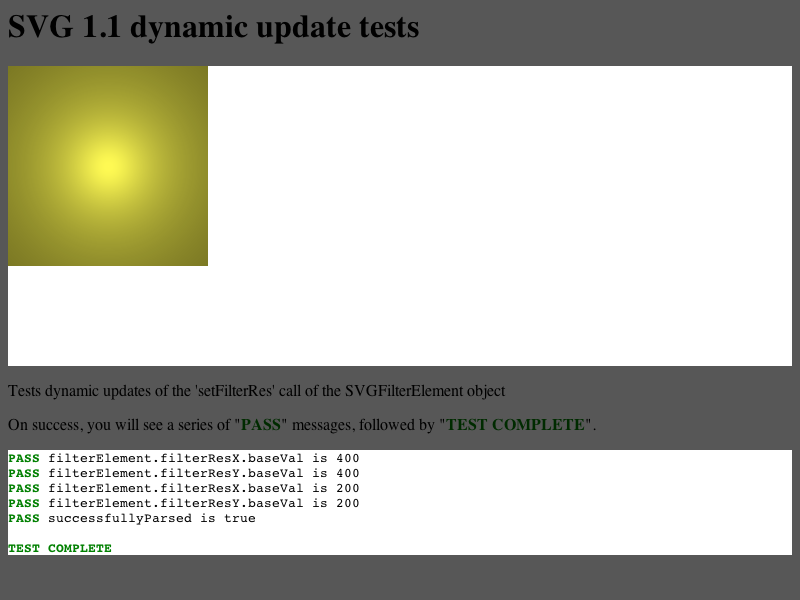 SVG 1.1 dynamic update tests
Tests dynamic updates of the 'setFilterRes' call of the SVGFilterElement object
On success, you will see a series of "PASS" messages, followed by "TEST COMPLETE".
PASS filterElement.filterResX.baseVal is 400
PASS filterElement.filterResY.baseVal is 400
PASS filterElement.filterResX.baseVal is 200
PASS filterElement.filterResY.baseVal is 200
PASS successfullyParsed is true
TEST COMPLETE